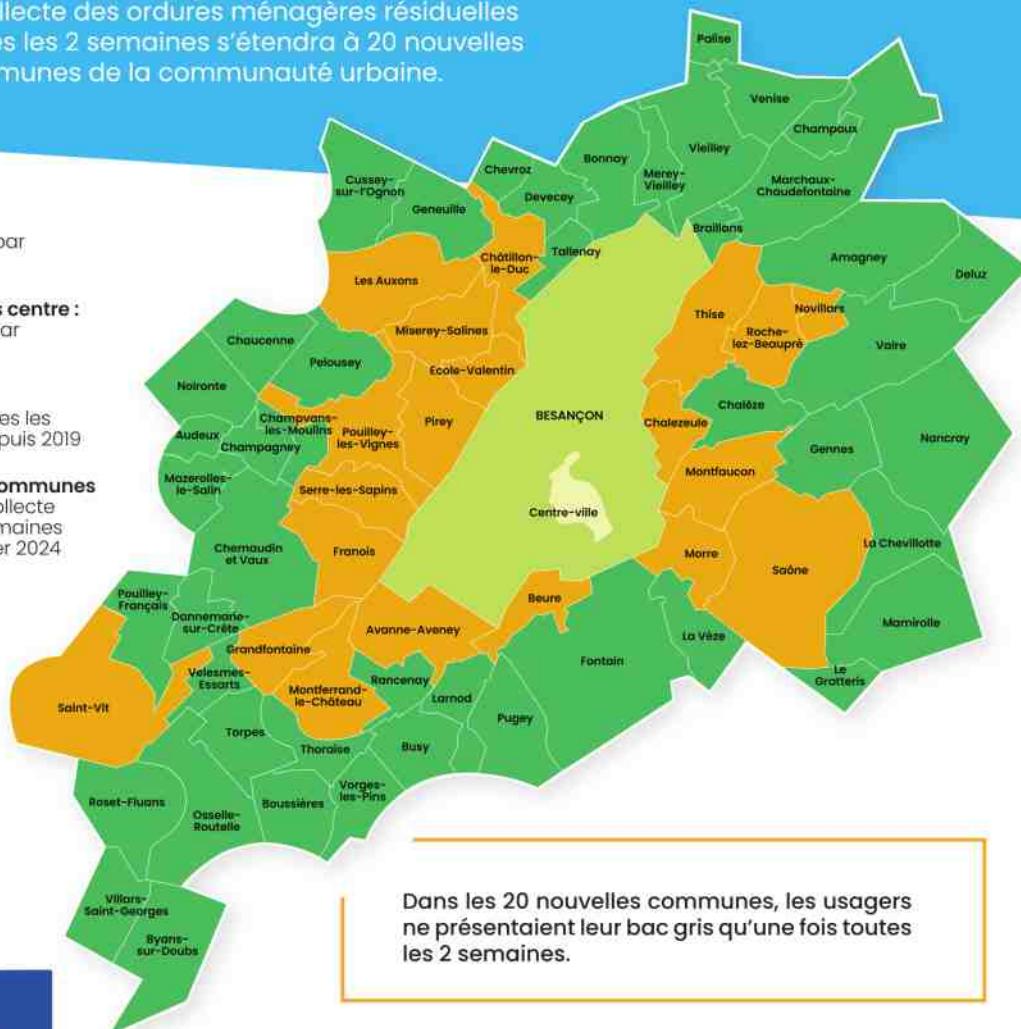 llecte des ordures ménagères résiduelles
es les 2 semaines s'étendra à 20 nouvelles
munes de la communauté urbaine.
par
s centre :
ar
es les
puis 2019
ommunes
ollecte
maines
er 2024
Palise
Venise
Champoux
Vieilley
Bonnay
Merey-
Vieilley
Marchaux-
Chaudefontaine
Chevroz
Devecey
Cussey-
sur-l'Ognon
Geneuille
Braillans
Tallenay
Châtillon-
le-Duc
Amagney
Deluz
Les Auxons
Novillars
Thise
Roche-
lez-Beaupré
Miserey-Salines
Chaucenne
Vaire
Pelousey
École-Valentin
Noironte
Chalèze
BESANÇON
Champvans-
les-Moulins
Pouilley-
les-Vignes
Pirey
Chalezeule
Audeux
Champagney
Nancray
Gennes
Montfaucon
Mazerolles-
le-Salin
Serre-les-Sapins
Centre-ville
Chemaudin
et Vaux
Franois
Morre
La Chevillotte
Saône
Pouilley-
Français
Beure
Dannemarie-
sur-Crête
Mamirolle
Avanne-Aveney
La Vèze
Grandfontaine
Fontain
Velesmes-
Essarts
Rancenay
Le
Gratteris
Montferrand-
le-Château
Larnod
Saint-Vit
Pugey
Torpes
Thoraise
Busy
Vorges-
les-Pins
Roset-Fluans
Boussières
Osselle-
Routelle
Villars-
Saint-Georges
Byans-
sur-Doubs
Dans les 20 nouvelles communes, les usagers
ne présentaient leur bac gris qu'une fois toutes
les 2 semaines.